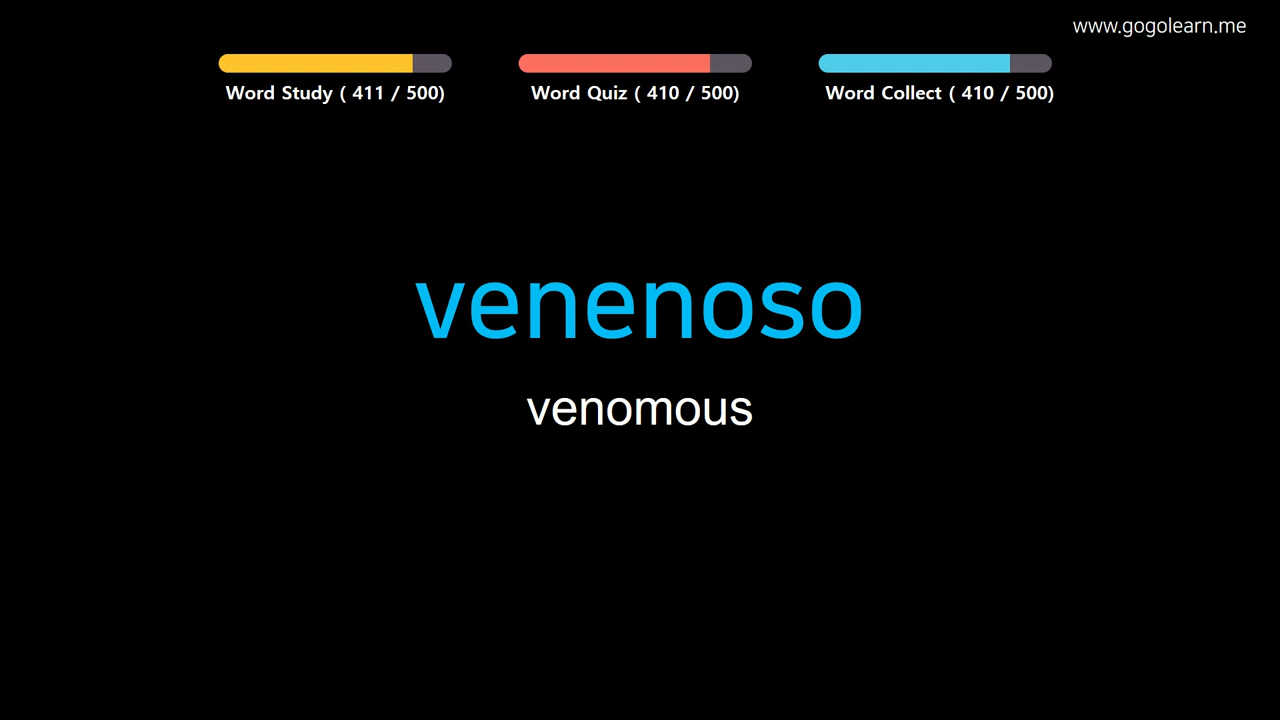 www.gogolearn.me
Word Study ( 411 / 500)
Word Quiz ( 410 / 500)
Word Collect ( 410 / 500)
venenoso
venomous